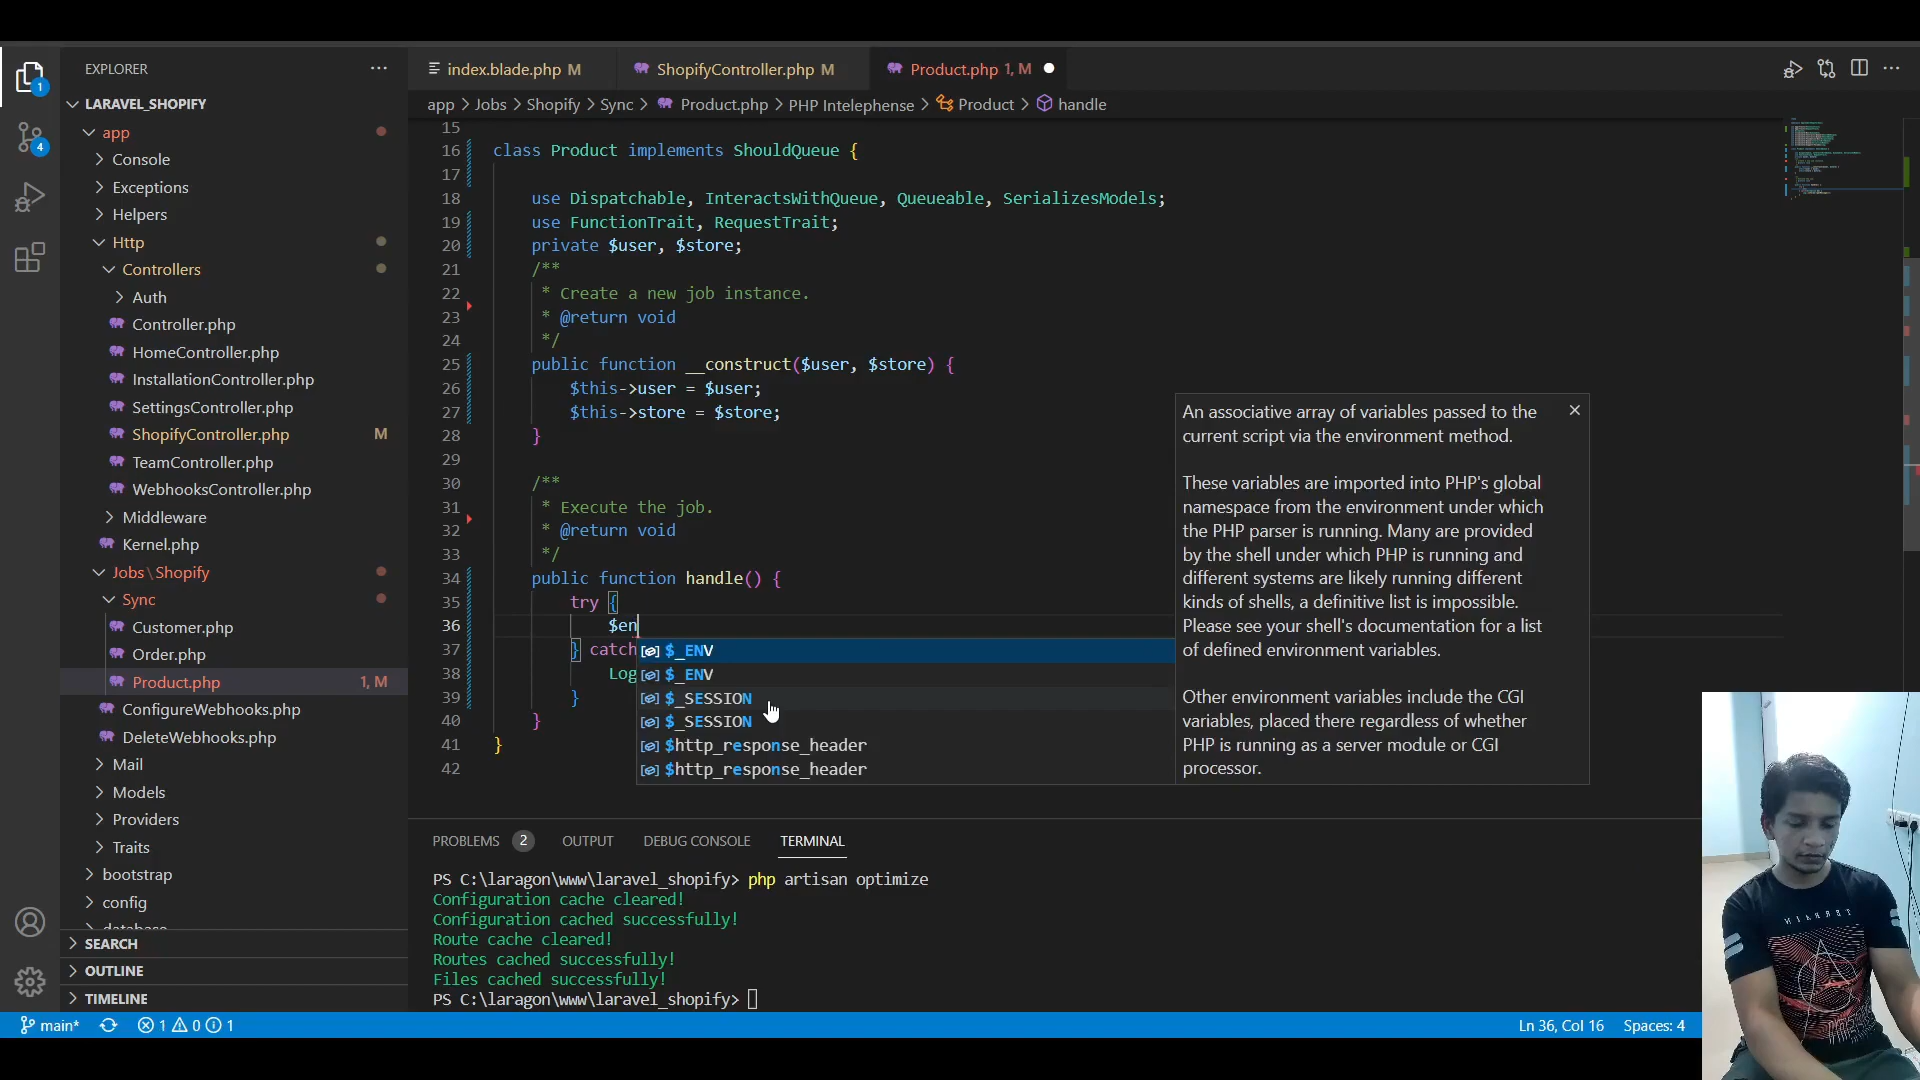 EXPLORER
LARAVEL_SHOPIFY
app
Console
Exceptions
Helpers
Http
Controllers
Auth
Controller.php
HomeController.php
InstallationController.php
SettingsController.php
ShopifyController.php M
TeamController.php
WebhooksController.php
Middleware
Kernel.php
Jobs\Shopify
Sync
Customer.php
Order.php
Product.php 1, M
ConfigureWebhooks.php
DeleteWebhooks.php
Mail
Models
Providers
Traits
bootstrap
config
database
SEARCH
OUTLINE
TIMELINE
1
4
index.blade.php M
ShopifyController.php M
Product.php 1, M
app > Jobs > Shopify > Sync > Product.php > PHP Intelephense > Product > handle
15
16 class Product implements ShouldQueue {
17
18 use Dispatchable, InteractsWithQueue, Queueable, SerializesModels;
19 use FunctionTrait, RequestTrait;
20 private $user, $store;
21 /**
22 * Create a new job instance.
23 * @return void
24 */
25 public function __construct($user, $store) {
26 $this->user = $user;
27 $this->store = $store;
28 }
29
30 /**
31 * Execute the job.
32 * @return void
33 */
34 public function handle() {
35 try {
36 $en
37 } catch
38 Log
39 }
40 }
41 }
42
$_ENV
$_ENV
$_SESSION
$_SESSION
$http_response_header
$http_response_header
An associative array of variables passed to the
current script via the environment method.
These variables are imported into PHP's global
namespace from the environment under which
the PHP parser is running. Many are provided
by the shell under which PHP is running and
different systems are likely running different
kinds of shells, a definitive list is impossible.
Please see your shell's documentation for a list
of defined environment variables.
Other environment variables include the CGI
variables, placed there regardless of whether
PHP is running as a server module or CGI
processor.
PROBLEMS 2 OUTPUT DEBUG CONSOLE TERMINAL
PS C:\laragon\www\laravel_shopify> php artisan optimize
Configuration cache cleared!
Configuration cached successfully!
Route cache cleared!
Routes cached successfully!
Files cached successfully!
PS C:\laragon\www\laravel_shopify>
main* 1 0 1
Ln 36, Col 16 Spaces: 4